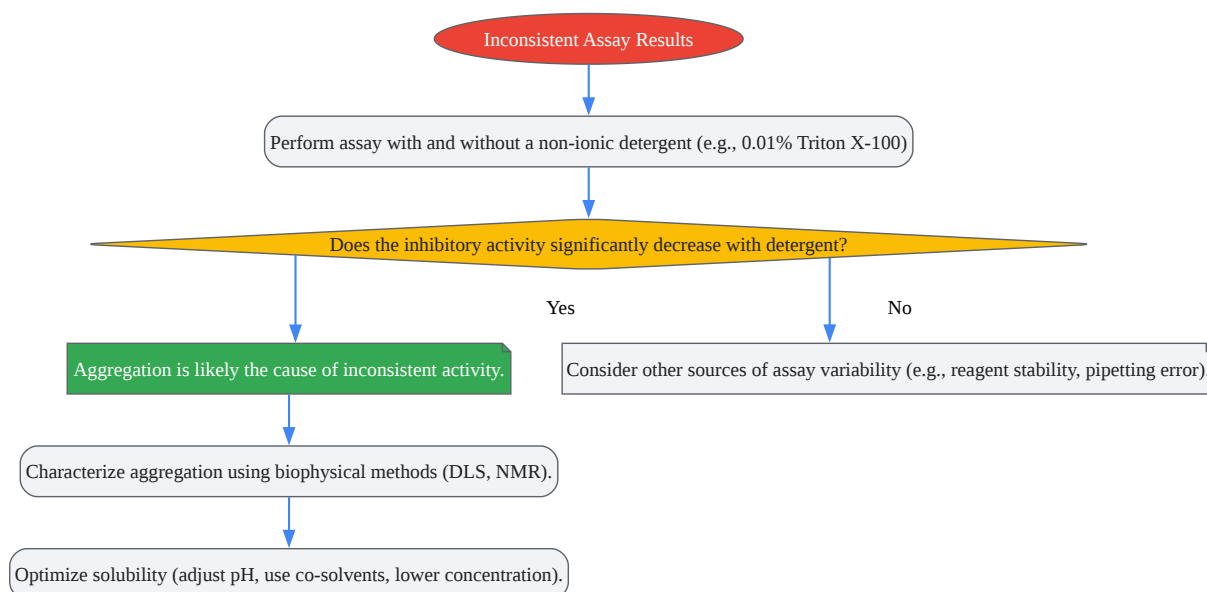 Inconsistent Assay Results
Perform assay with and without a non-ionic detergent (e.g., 0.01% Triton X-100)
Does the inhibitory activity significantly decrease with detergent?
Yes
No
Aggregation is likely the cause of inconsistent activity.
Consider other sources of assay variability (e.g., reagent stability, pipetting error).
Characterize aggregation using biophysical methods (DLS, NMR).
Optimize solubility (adjust pH, use co-solvents, lower concentration).